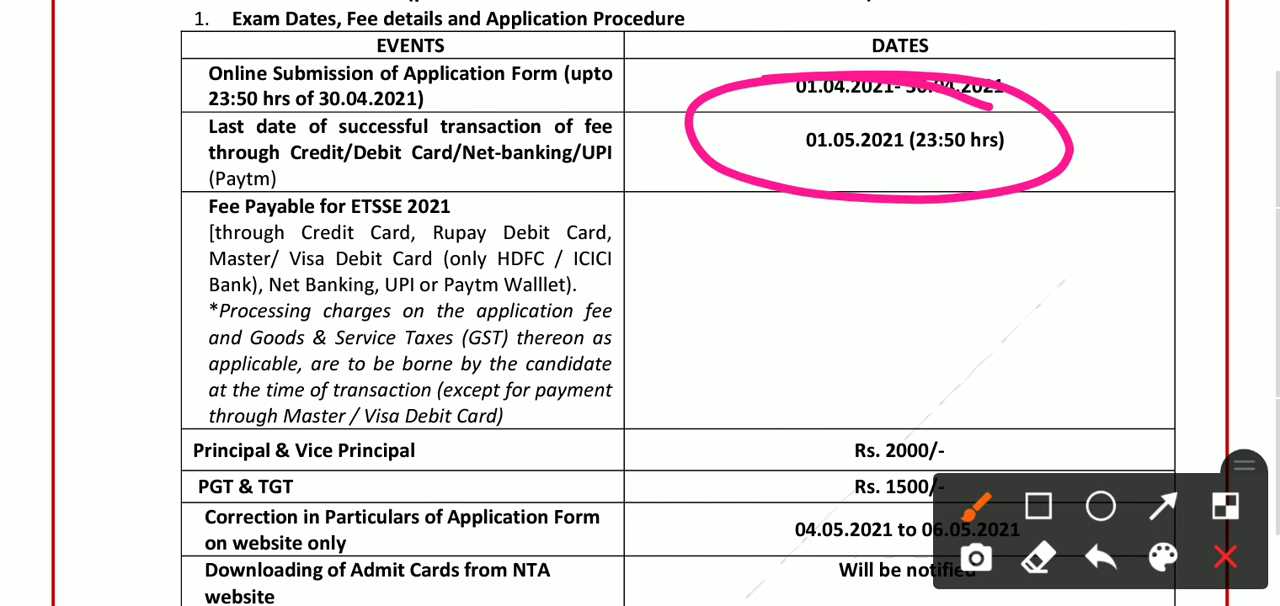 1. Exam Dates, Fee details and Application Procedure
EVENTS DATES
Online Submission of Application Form (upto 01.04.2021- 30.04.2021
23:50 hrs of 30.04.2021)
Last date of successful transaction of fee
through Credit/Debit Card/Net-banking/UPI 01.05.2021 (23:50 hrs)
(Paytm)
Fee Payable for ETSSE 2021
[through Credit Card, Rupay Debit Card,
Master/ Visa Debit Card (only HDFC / ICICI
Bank), Net Banking, UPI or Paytm Walllet).
*Processing charges on the application fee
and Goods & Service Taxes (GST) thereon as
applicable, are to be borne by the candidate
at the time of transaction (except for payment
through Master / Visa Debit Card)
Principal & Vice Principal Rs. 2000/-
PGT & TGT Rs. 1500/-
Correction in Particulars of Application Form 04.05.2021 to 06.05.2021
on website only
Downloading of Admit Cards from NTA Will be notified
website